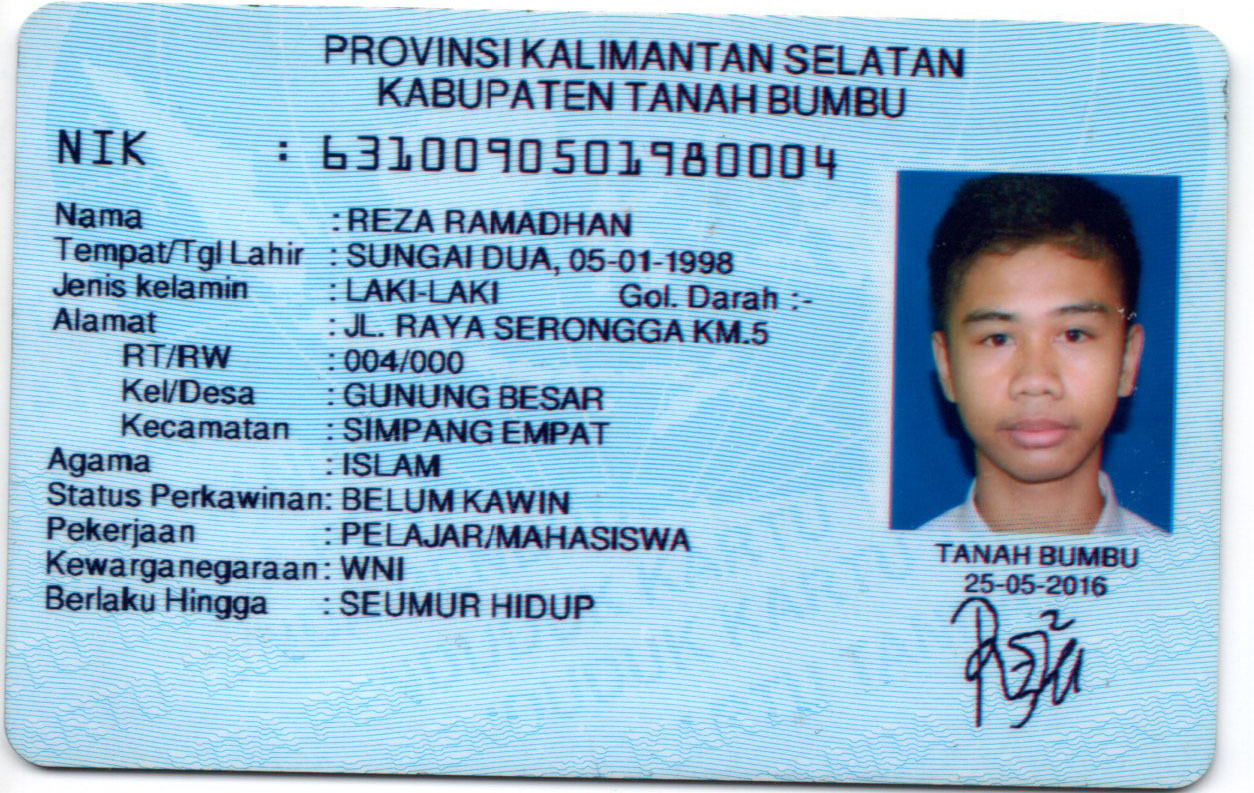 PROVINSI KALIMANTAN SELATAN
KABUPATEN TANAH BUMBU
NIK : 6310090501980004
Nama : REZA RAMADHAN
Tempat/Tgl Lahir : SUNGAI DUA, 05-01-1998
Jenis kelamin : LAKI-LAKI Gol. Darah :-
Alamat : JL. RAYA SERONGGA KM.5
RT/RW : 004/000
Kel/Desa : GUNUNG BESAR
Kecamatan : SIMPANG EMPAT
Agama : ISLAM
Status Perkawinan: BELUM KAWIN
Pekerjaan : PELAJAR/MAHASISWA
Kewarganegaraan: WNI
Berlaku Hingga : SEUMUR HIDUP
TANAH BUMBU
25-05-2016